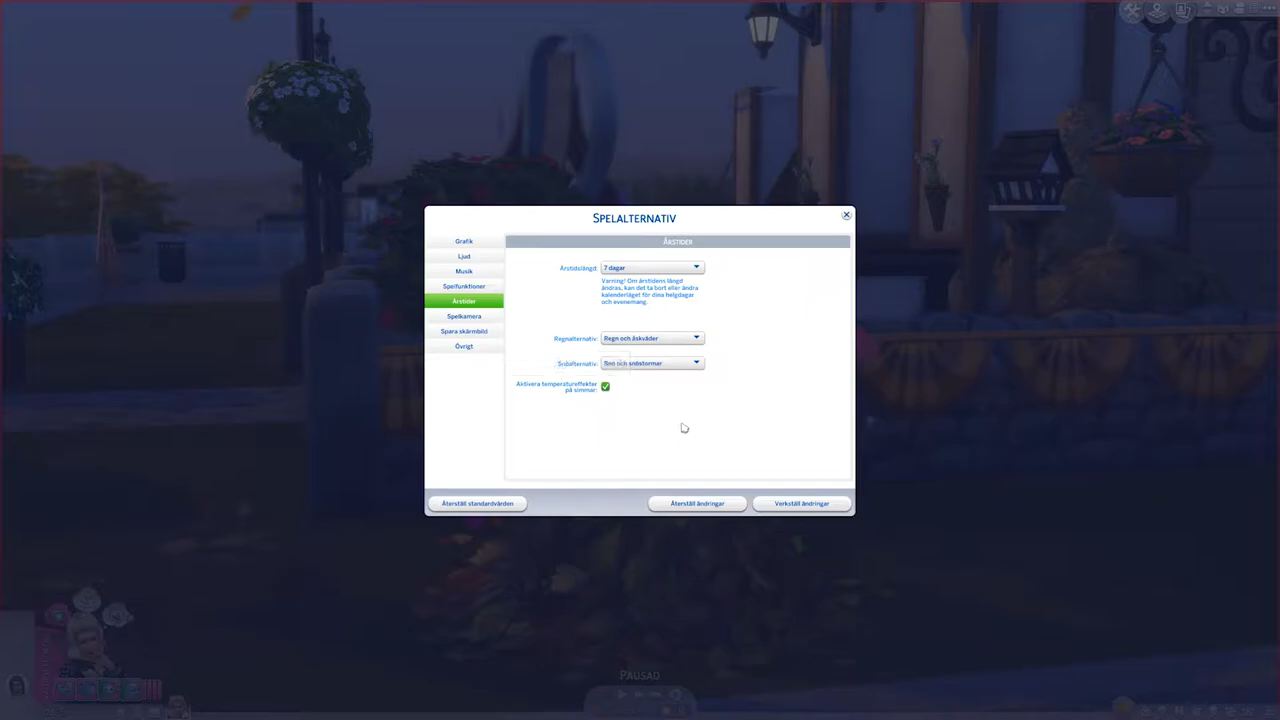 SPELALTERNATIV
Grafik
Ljud
Musik
Spelfunktioner
Årstider
Spelkamera
Spara skärmbild
Övrigt
ÅRSTIDER
Årstidslängd: 7 dagar
Varning! Om årstidens längd
ändras, kan det ta bort eller ändra
kalenderläget för dina helgdagar
och evenemang.
Regnalternativ: Regn och åskväder
Snöalternativ: Snö och snöstormar
Aktivera temperatureffekter
på simmar:
Återställ standardvärden
Återställ ändringar
Verkställ ändringar
PAUSAD